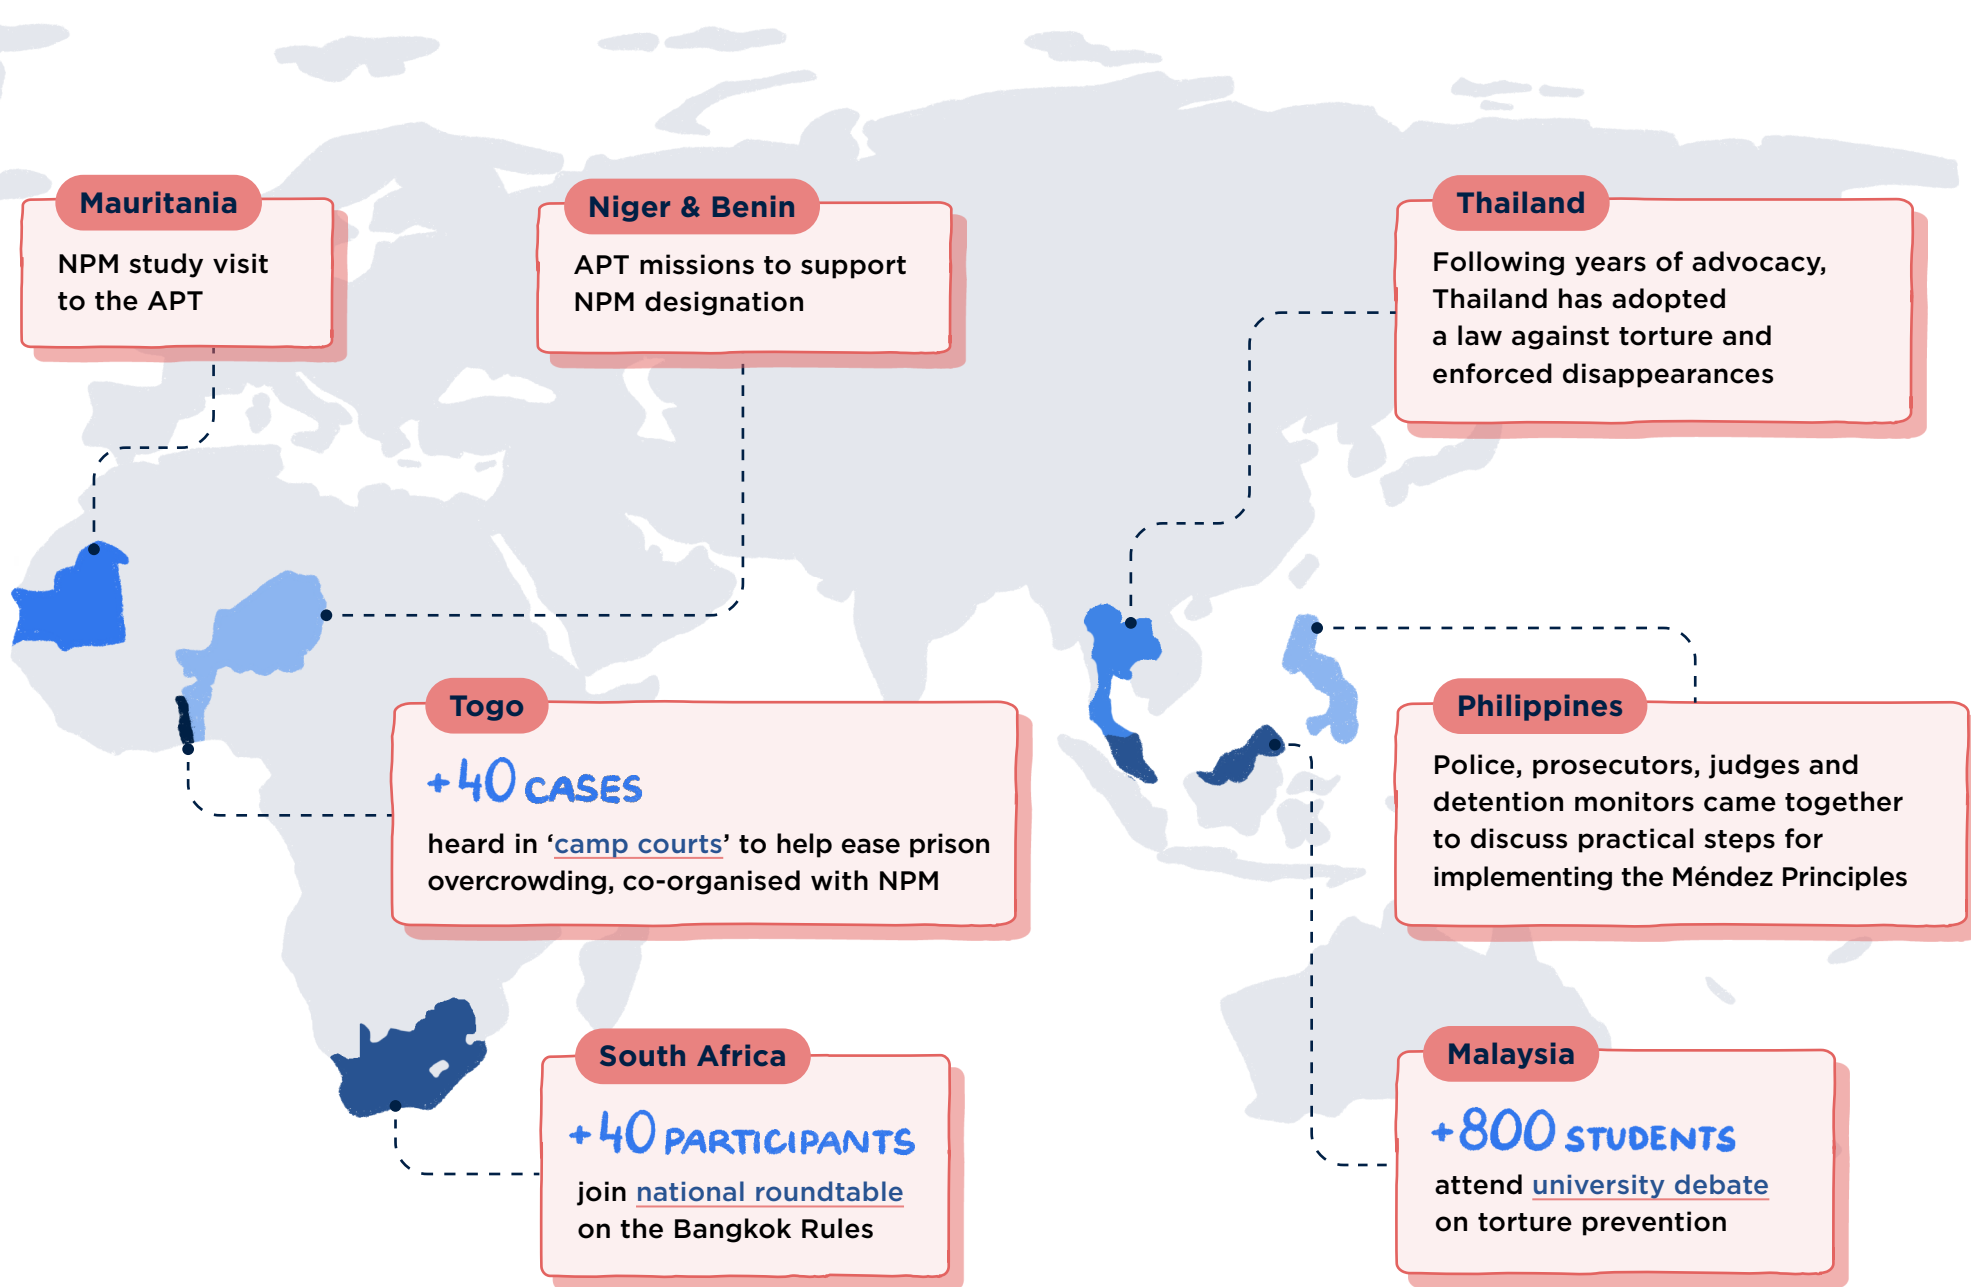 Mauritania
NPM study visit
to the APT
Niger & Benin
APT missions to support
NPM designation
Thailand
Following years of advocacy,
Thailand has adopted
a law against torture and
enforced disappearances
Togo
+40 CASES
heard in ‘camp courts’ to help ease prison
overcrowding, co-organised with NPM
Philippines
Police, prosecutors, judges and
detention monitors came together
to discuss practical steps for
implementing the Méndez Principles
South Africa
+40 PARTICIPANTS
join national roundtable
on the Bangkok Rules
Malaysia
+800 STUDENTS
attend university debate
on torture prevention